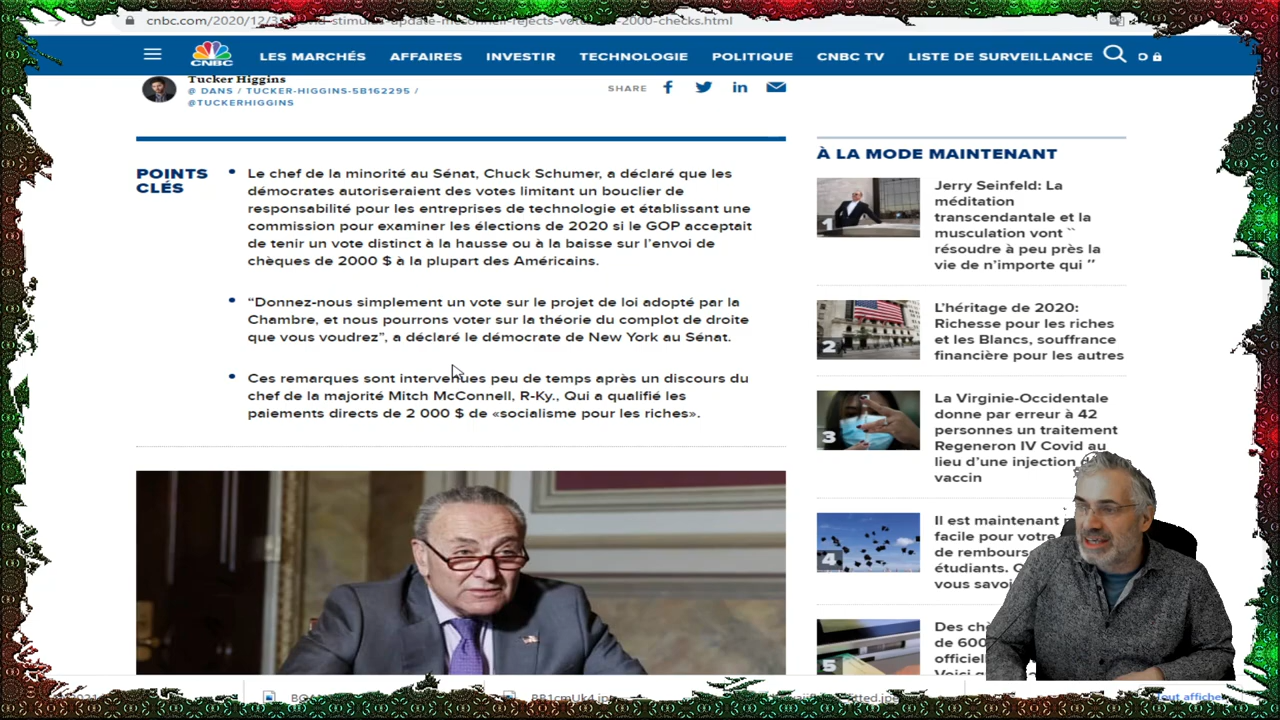 cnbc.com/2020/12/
LES MARCHÉS AFFAIRES INVESTIR TECHNOLOGIE POLITIQUE CNBC TV LISTE DE SURVEILLANCE
CNBC
Tucker Higgins
@ DANS / TUCKER-HIGGINS-5B162295 /
@TUCKERHIGGINS
SHARE
POINTS
CLÉS
Le chef de la minorité au Sénat, Chuck Schumer, a déclaré que les
démocrates autoriseraient des votes limitant un bouclier de
responsabilité pour les entreprises de technologie et établissant une
commission pour examiner les élections de 2020 si le GOP acceptait
de tenir un vote distinct à la hausse ou à la baisse sur l’envoi de
chèques de 2000 $ à la plupart des Américains.
“Donnez-nous simplement un vote sur le projet de loi adopté par la
Chambre, et nous pourrons voter sur la théorie du complot de droite
que vous voudrez”, a déclaré le démocrate de New York au Sénat.
Ces remarques sont intervenues peu de temps après un discours du
chef de la majorité Mitch McConnell, R-Ky., Qui a qualifié les
paiements directs de 2 000 $ de «socialisme pour les riches».
À LA MODE MAINTENANT
1
Jerry Seinfeld: La
méditation
transcendantale et la
musculation vont ``
résoudre à peu près la
vie de n’importe qui ’’
2
L’héritage de 2020:
Richesse pour les riches
et les Blancs, souffrance
financière pour les autres
3
La Virginie-Occidentale
donne par erreur à 42
personnes un traitement
Regeneron IV Covid au
lieu d’une injection
vaccin
4
Il est maintenant
facile pour votre
de rembours
étudiants.
vous savoi
5
Des chè
de 600
officiel
Voici